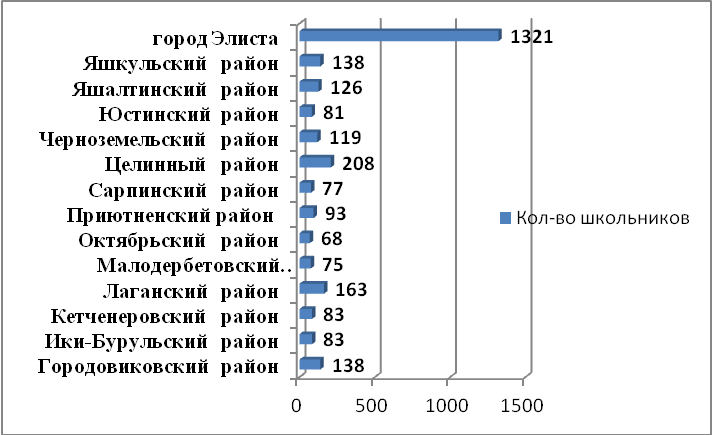 город Элиста 1321
Яшкульский район 138
Яшалтинский район 126
Юстинский район 81
Черноземельский район 119
Целинный район 208
Сарпинский район 77
Приютненский район 93
Октябрьский район 68
Малодербетовский.. 75
Лаганский район 163
Кетченеровский район 83
Ики-Бурульский район 83
Городовиковский район 138
0 500 1000 1500
Кол-во школьников